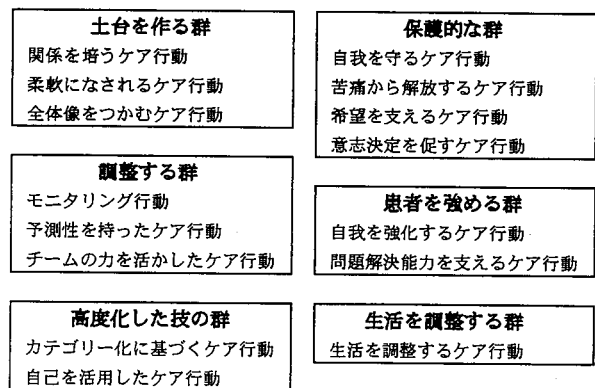 土台を作る群
関係を培うケア行動
柔軟になされるケア行動
全体像をつかむケア行動
調整する群
モニタリング行動
予測性を持ったケア行動
チームの力を活かしたケア行動
高度化した技の群
カテゴリー化に基づくケア行動
自己を活用したケア行動
保護的な群
自我を守るケア行動
苦痛から解放するケア行動
希望を支えるケア行動
意志決定を促すケア行動
患者を強める群
自我を強化するケア行動
問題解決能力を支えるケア行動
生活を調整する群
生活を調整するケア行動